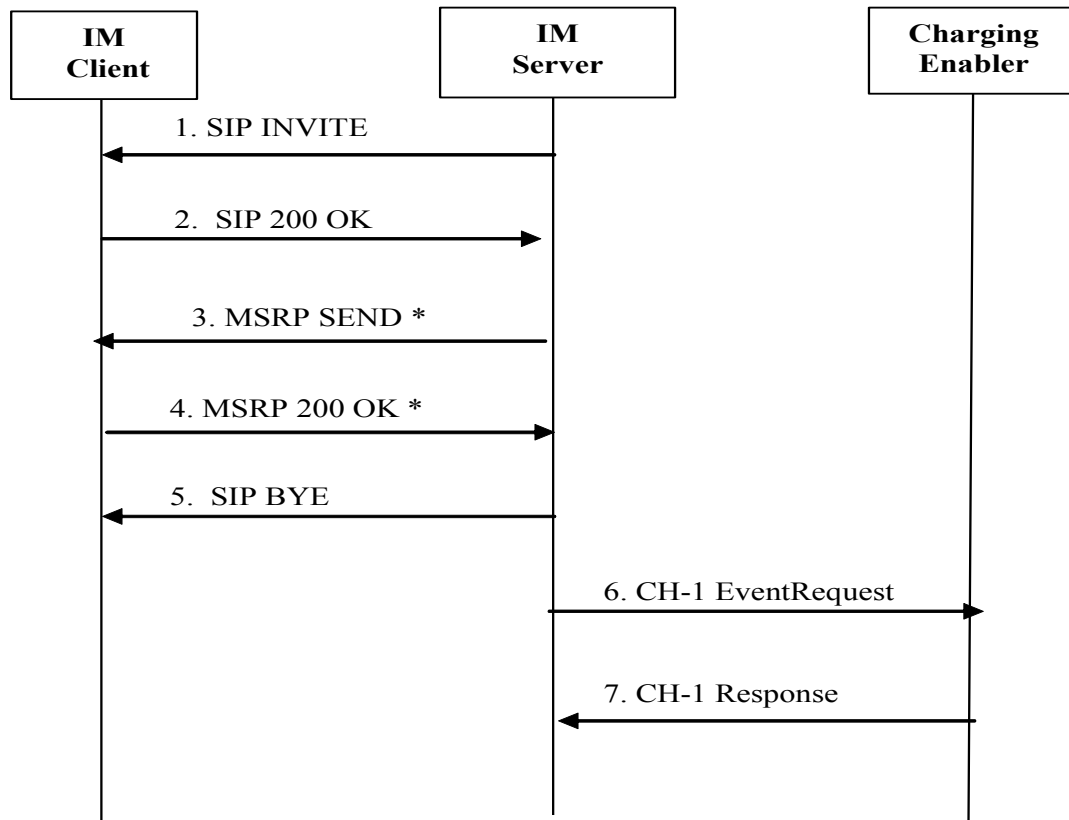 IM
Client
IM
Server
Charging
Enabler
1. SIP INVITE
2. SIP 200 OK
3. MSRP SEND *
4. MSRP 200 OK *
5. SIP BYE
6. CH-1 EventRequest
7. CH-1 Response